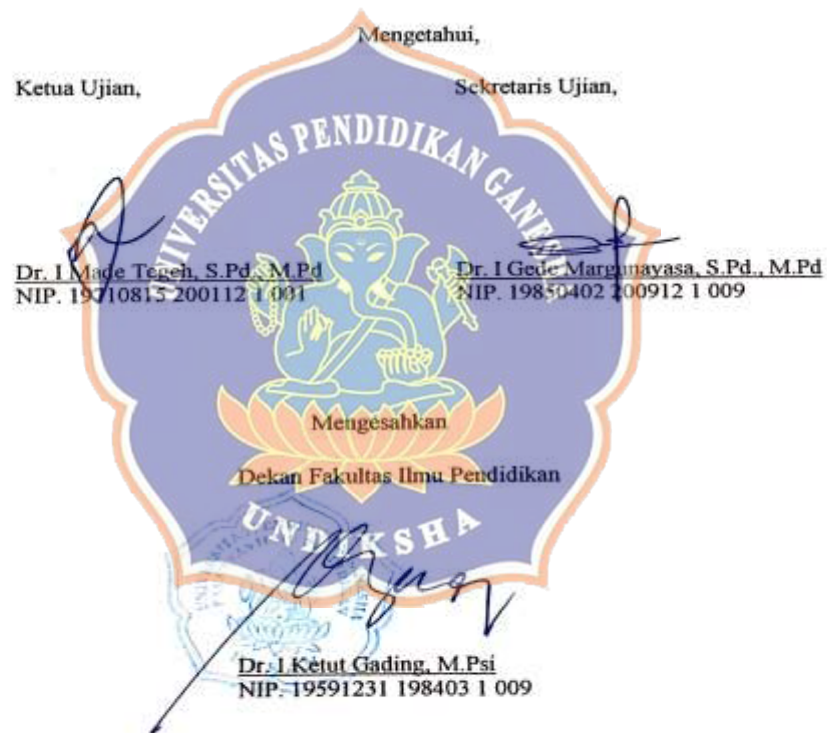 Mengetahui,
Ketua Ujian,
Sekretaris Ujian,
UNIVERSITAS PENDIDIKAN GANESHA
Dr. I Made Tegeh, S.Pd., M.Pd
NIP. 19710815 200112 1 001
Dr. I Gede Margunayasa, S.Pd., M.Pd
NIP. 19850402 200912 1 009
Mengesahkan
Dekan Fakultas Ilmu Pendidikan
UNDIKSHA
Dr. I Ketut Gading, M.Psi
NIP. 19591231 198403 1 009